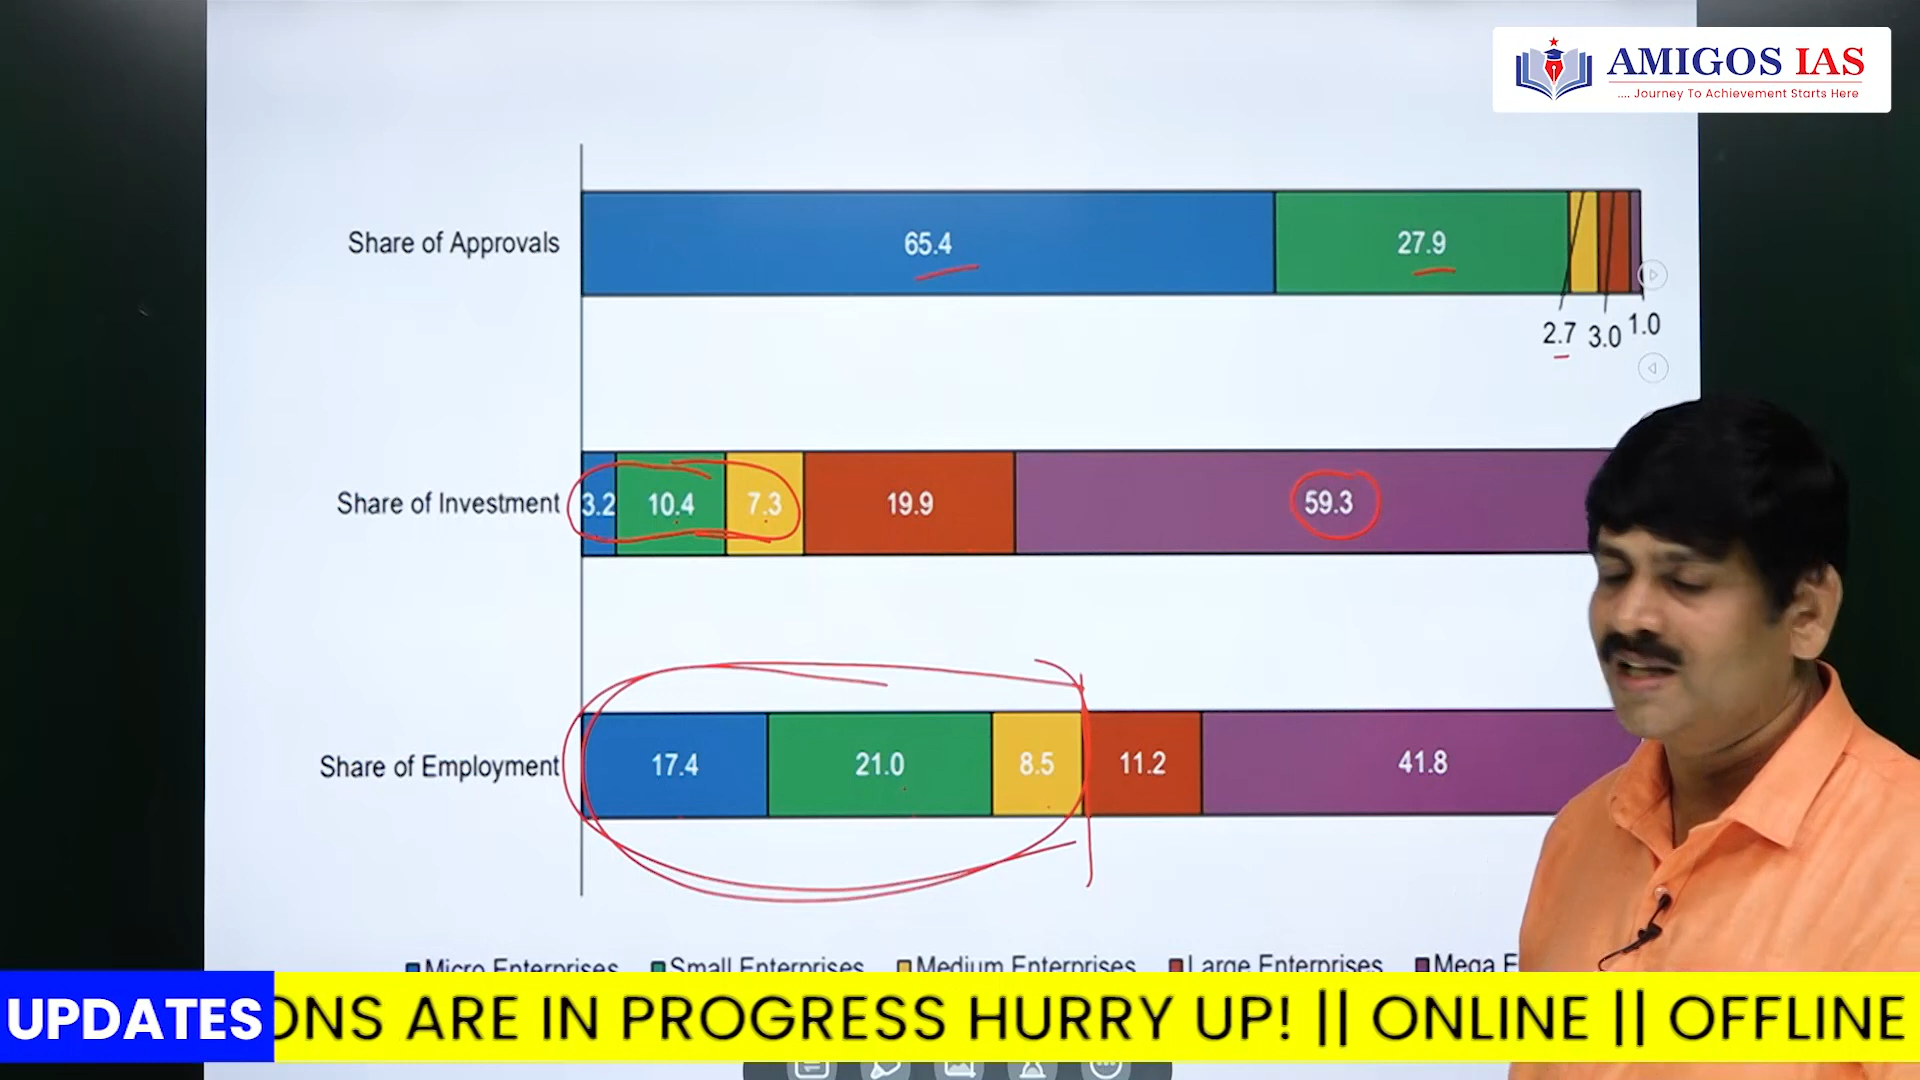 AMIGOS IAS
.... Journey To Achievement Starts Here
Share of Approvals
65.4
27.9
2.7
3.0
1.0
Share of Investment
3.2
10.4
7.3
19.9
59.3
Share of Employment
17.4
21.0
8.5
11.2
41.8
Micro Enterprises
Small Enterprises
Medium Enterprises
Large Enterprises
Mega
UPDATES
ONS ARE IN PROGRESS HURRY UP! || ONLINE || OFFLINE